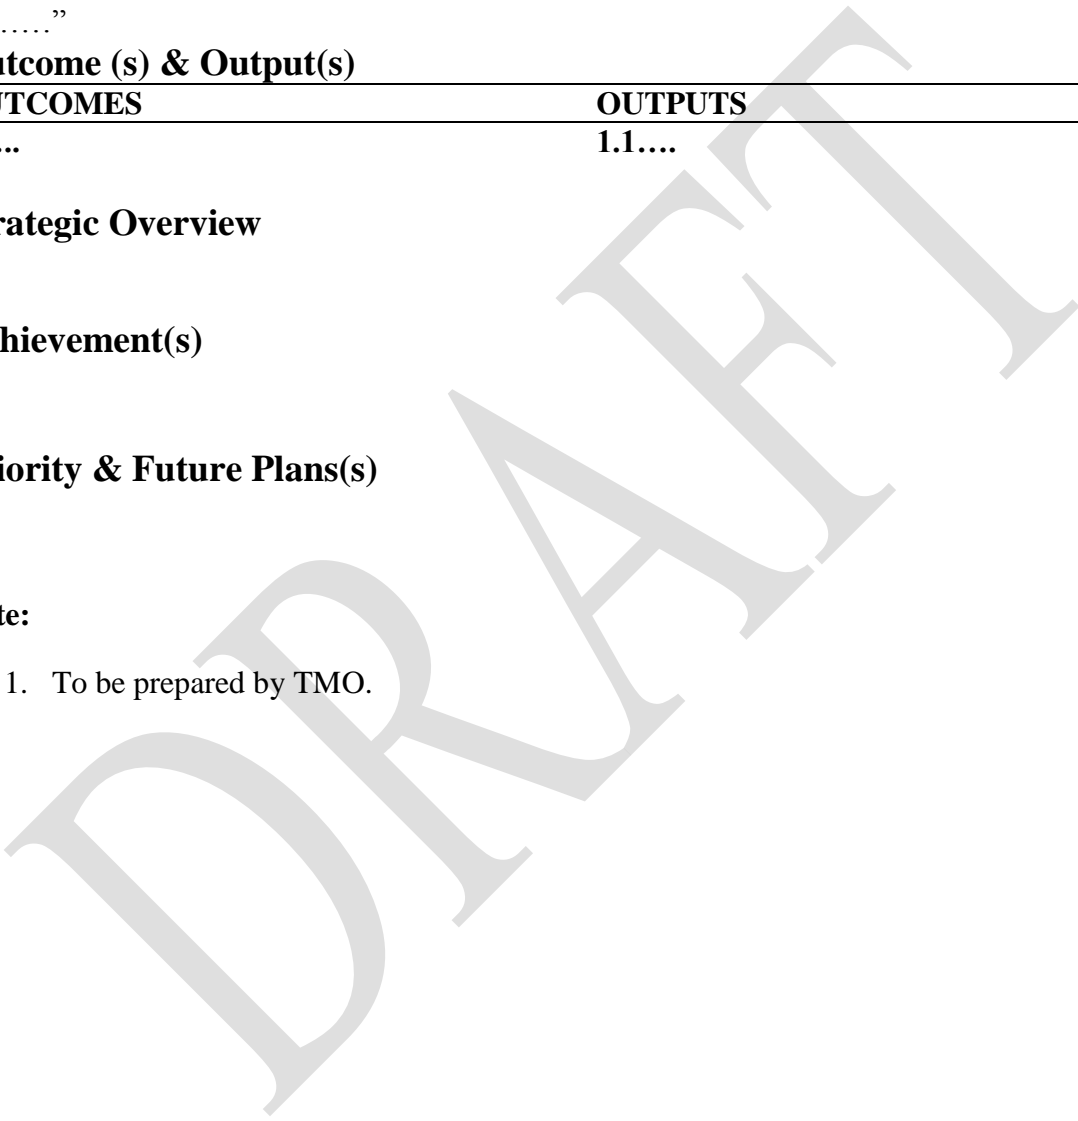 .....”
utcome (s) & Output(s)
UTCOMES OUTPUTS
.. 1.1....
rategic Overview
hievement(s)
iority & Future Plans(s)
te:
1. To be prepared by TMO.
DRAFT